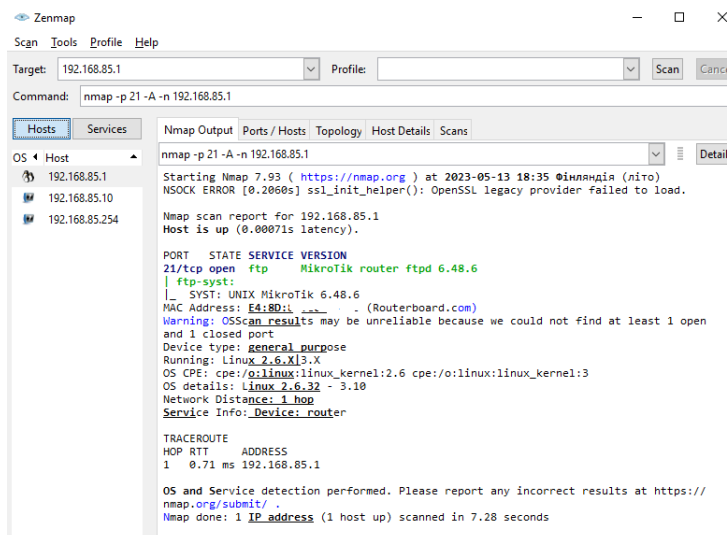 Zenmap
Scan Tools Profile Help
Target: 192.168.85.1 Profile: Scan Canc
Command: nmap -p 21 -A -n 192.168.85.1
Hosts Services Nmap Output Ports / Hosts Topology Host Details Scans
OS Host nmap -p 21 -A -n 192.168.85.1 Detail
192.168.85.1
192.168.85.10
192.168.85.254
Starting Nmap 7.93 ( https://nmap.org ) at 2023-05-13 18:35 Фінляндія (літо)
NSOCK ERROR [0.2060s] ssl_init_helper(): OpenSSL legacy provider failed to load.
Nmap scan report for 192.168.85.1
Host is up (0.00071s latency).
PORT STATE SERVICE VERSION
21/tcp open ftp MikroTik router ftpd 6.48.6
| ftp-syst:
|_ SYST: UNIX MikroTik 6.48.6
MAC Address: E4:8D: (Routerboard.com)
Warning: OSScan results may be unreliable because we could not find at least 1 open
and 1 closed port
Device type: general purpose
Running: Linux 2.6.X|3.X
OS CPE: cpe:/o:linux:linux_kernel:2.6 cpe:/o:linux:linux_kernel:3
OS details: Linux 2.6.32 - 3.10
Network Distance: 1 hop
Service Info: Device: router
TRACEROUTE
HOP RTT ADDRESS
1 0.71 ms 192.168.85.1
OS and Service detection performed. Please report any incorrect results at https://
nmap.org/submit/ .
Nmap done: 1 IP address (1 host up) scanned in 7.28 seconds